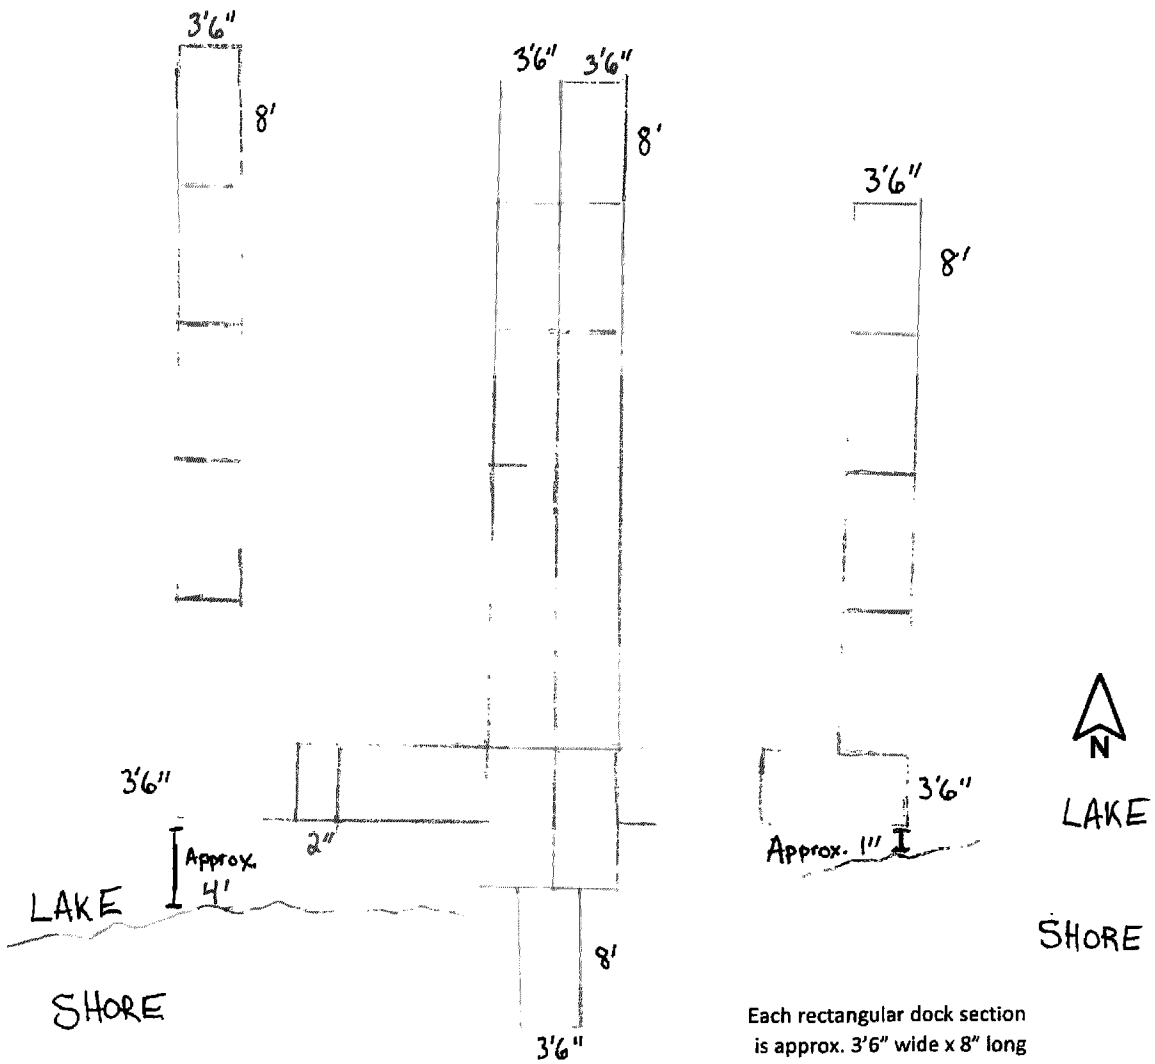 3'6"
3'6" 3'6"
8'
8'
3'6"
8'
N
3'6"
3'6"
LAKE
2"
Approx. 1"
Approx.
4'
LAKE
SHORE
8'
SHORE
Each rectangular dock section
is approx. 3'6" wide x 8" long
3'6"